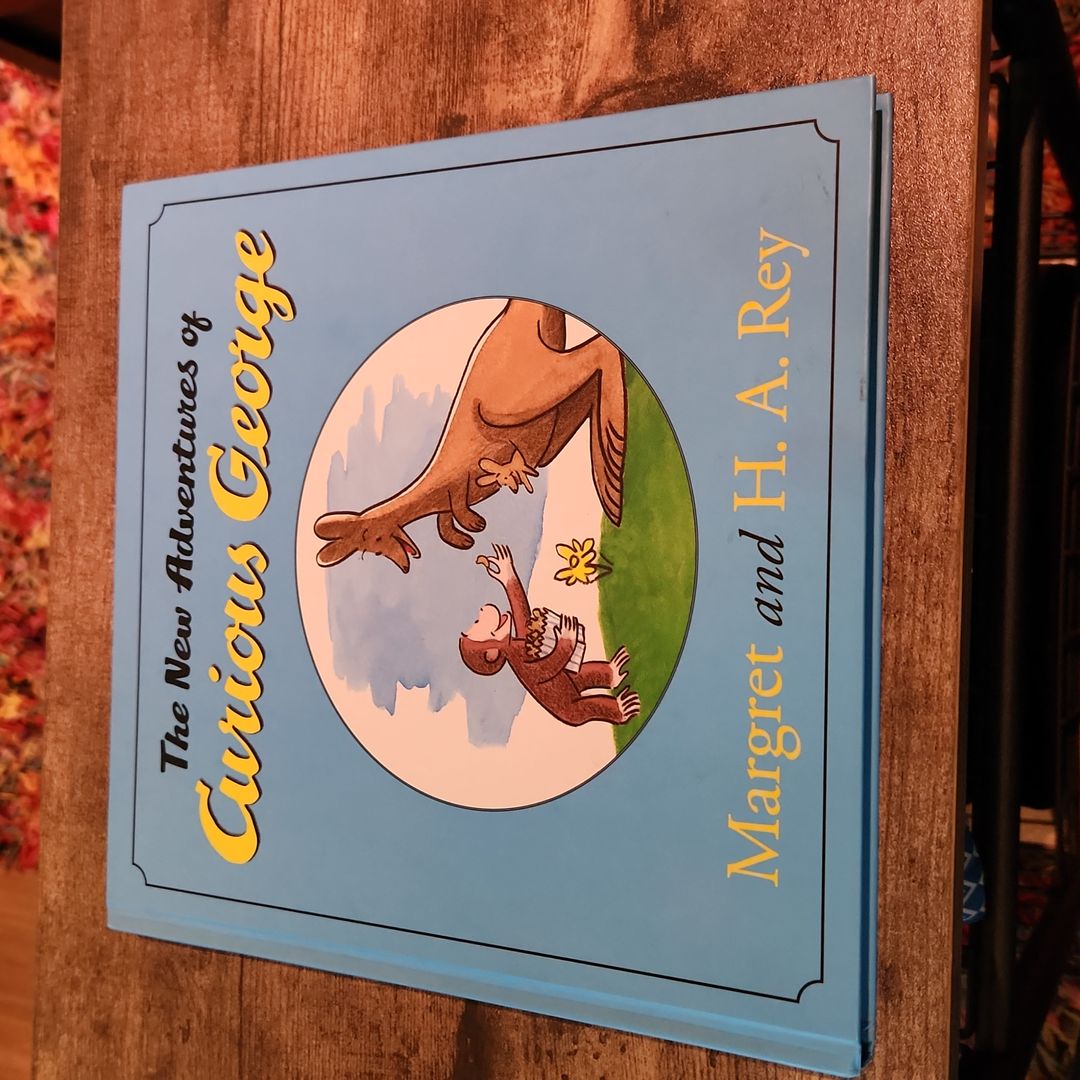 The New Adventures of
Curious George
Margret and H. A. Rey